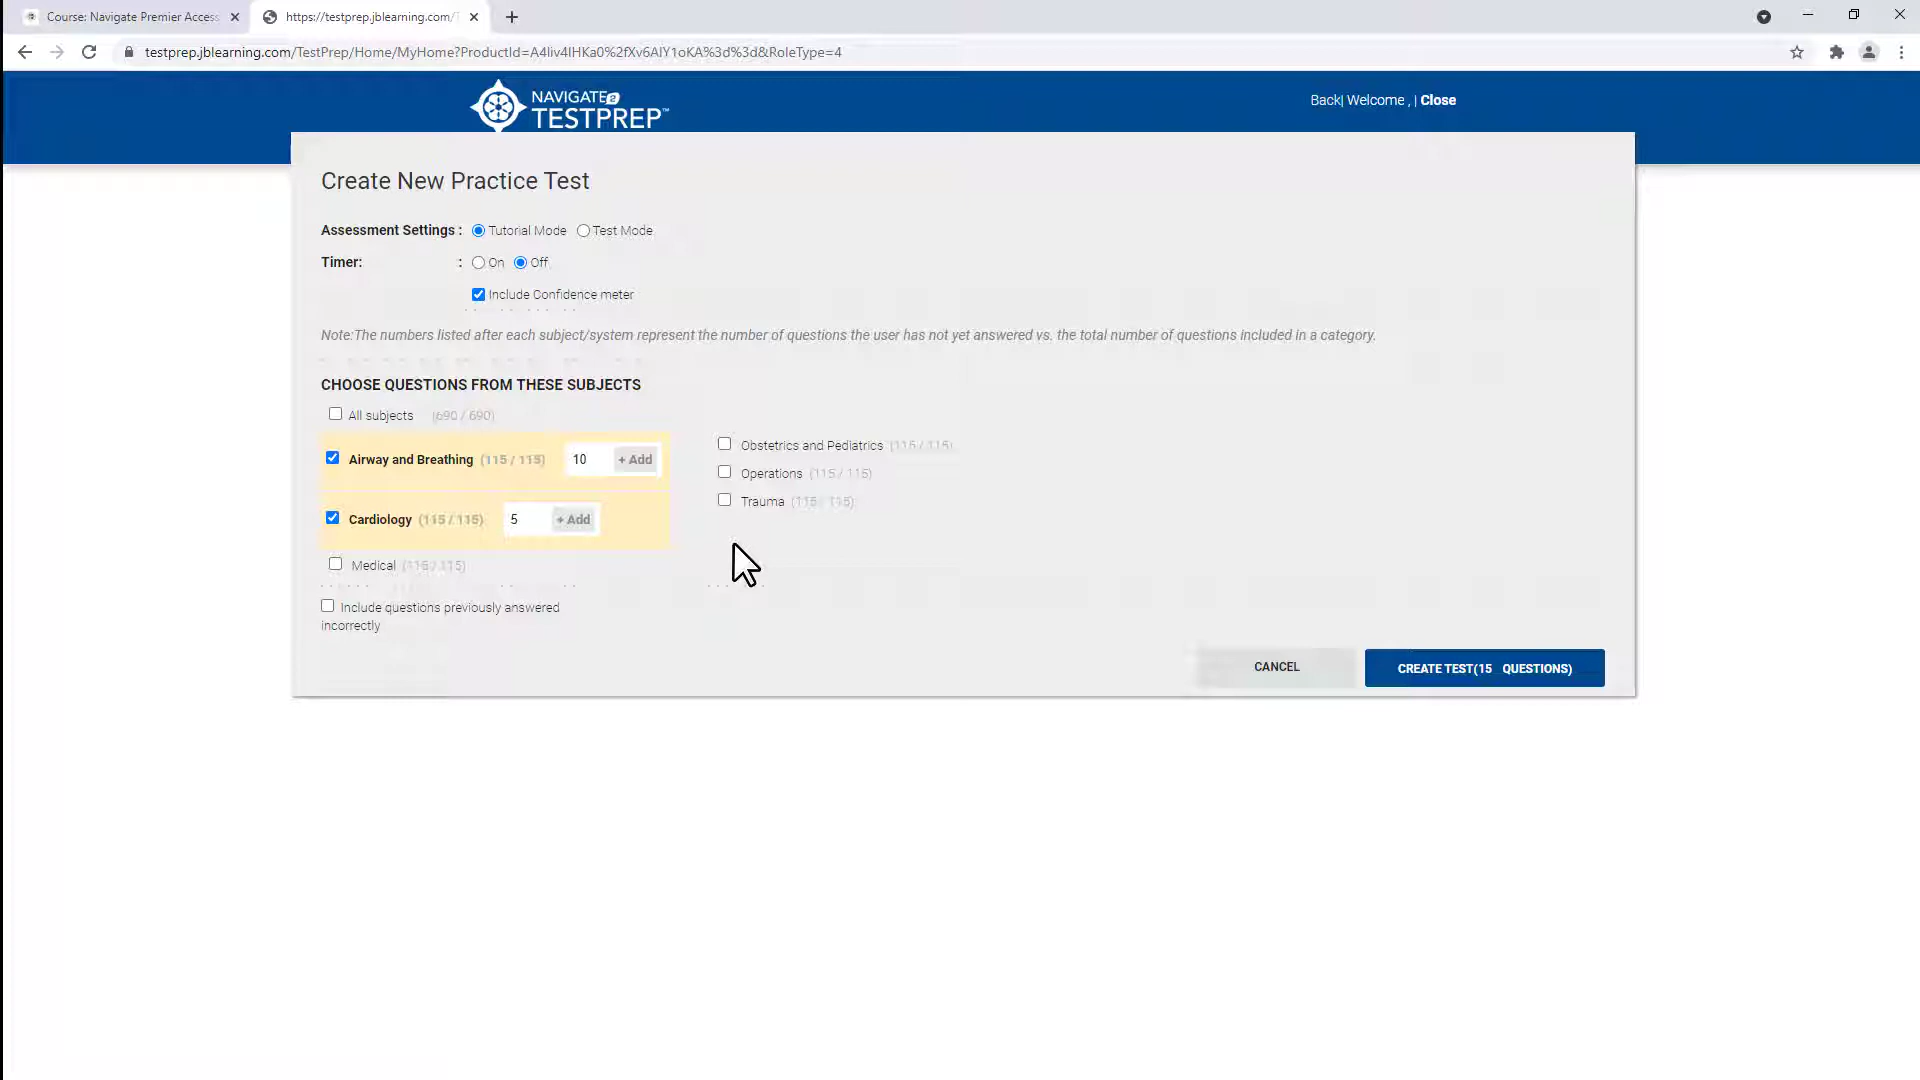 Course: Navigate Premier Access
https://testprep.jblearning.com/
testprep.jblearning.com/TestPrep/Home/MyHome?ProductId=A4Iiv4IHKa0%2fXv6AIY1oKA%3d%3d&RoleType=4
NAVIGATE 2
TESTPREP™
Back| Welcome , | Close
Create New Practice Test
Assessment Settings : Tutorial Mode Test Mode
Timer: : On Off
Include Confidence meter
Note:The numbers listed after each subject/system represent the number of questions the user has not yet answered vs. the total number of questions included in a category.
CHOOSE QUESTIONS FROM THESE SUBJECTS
All subjects (690 / 690)
Airway and Breathing (115 / 115) 10 + Add
Cardiology (115 / 115) 5 + Add
Medical (115 / 115)
Obstetrics and Pediatrics (115 / 115)
Operations (115 / 115)
Trauma (115 / 115)
Include questions previously answered
incorrectly
CANCEL
CREATE TEST(15 QUESTIONS)